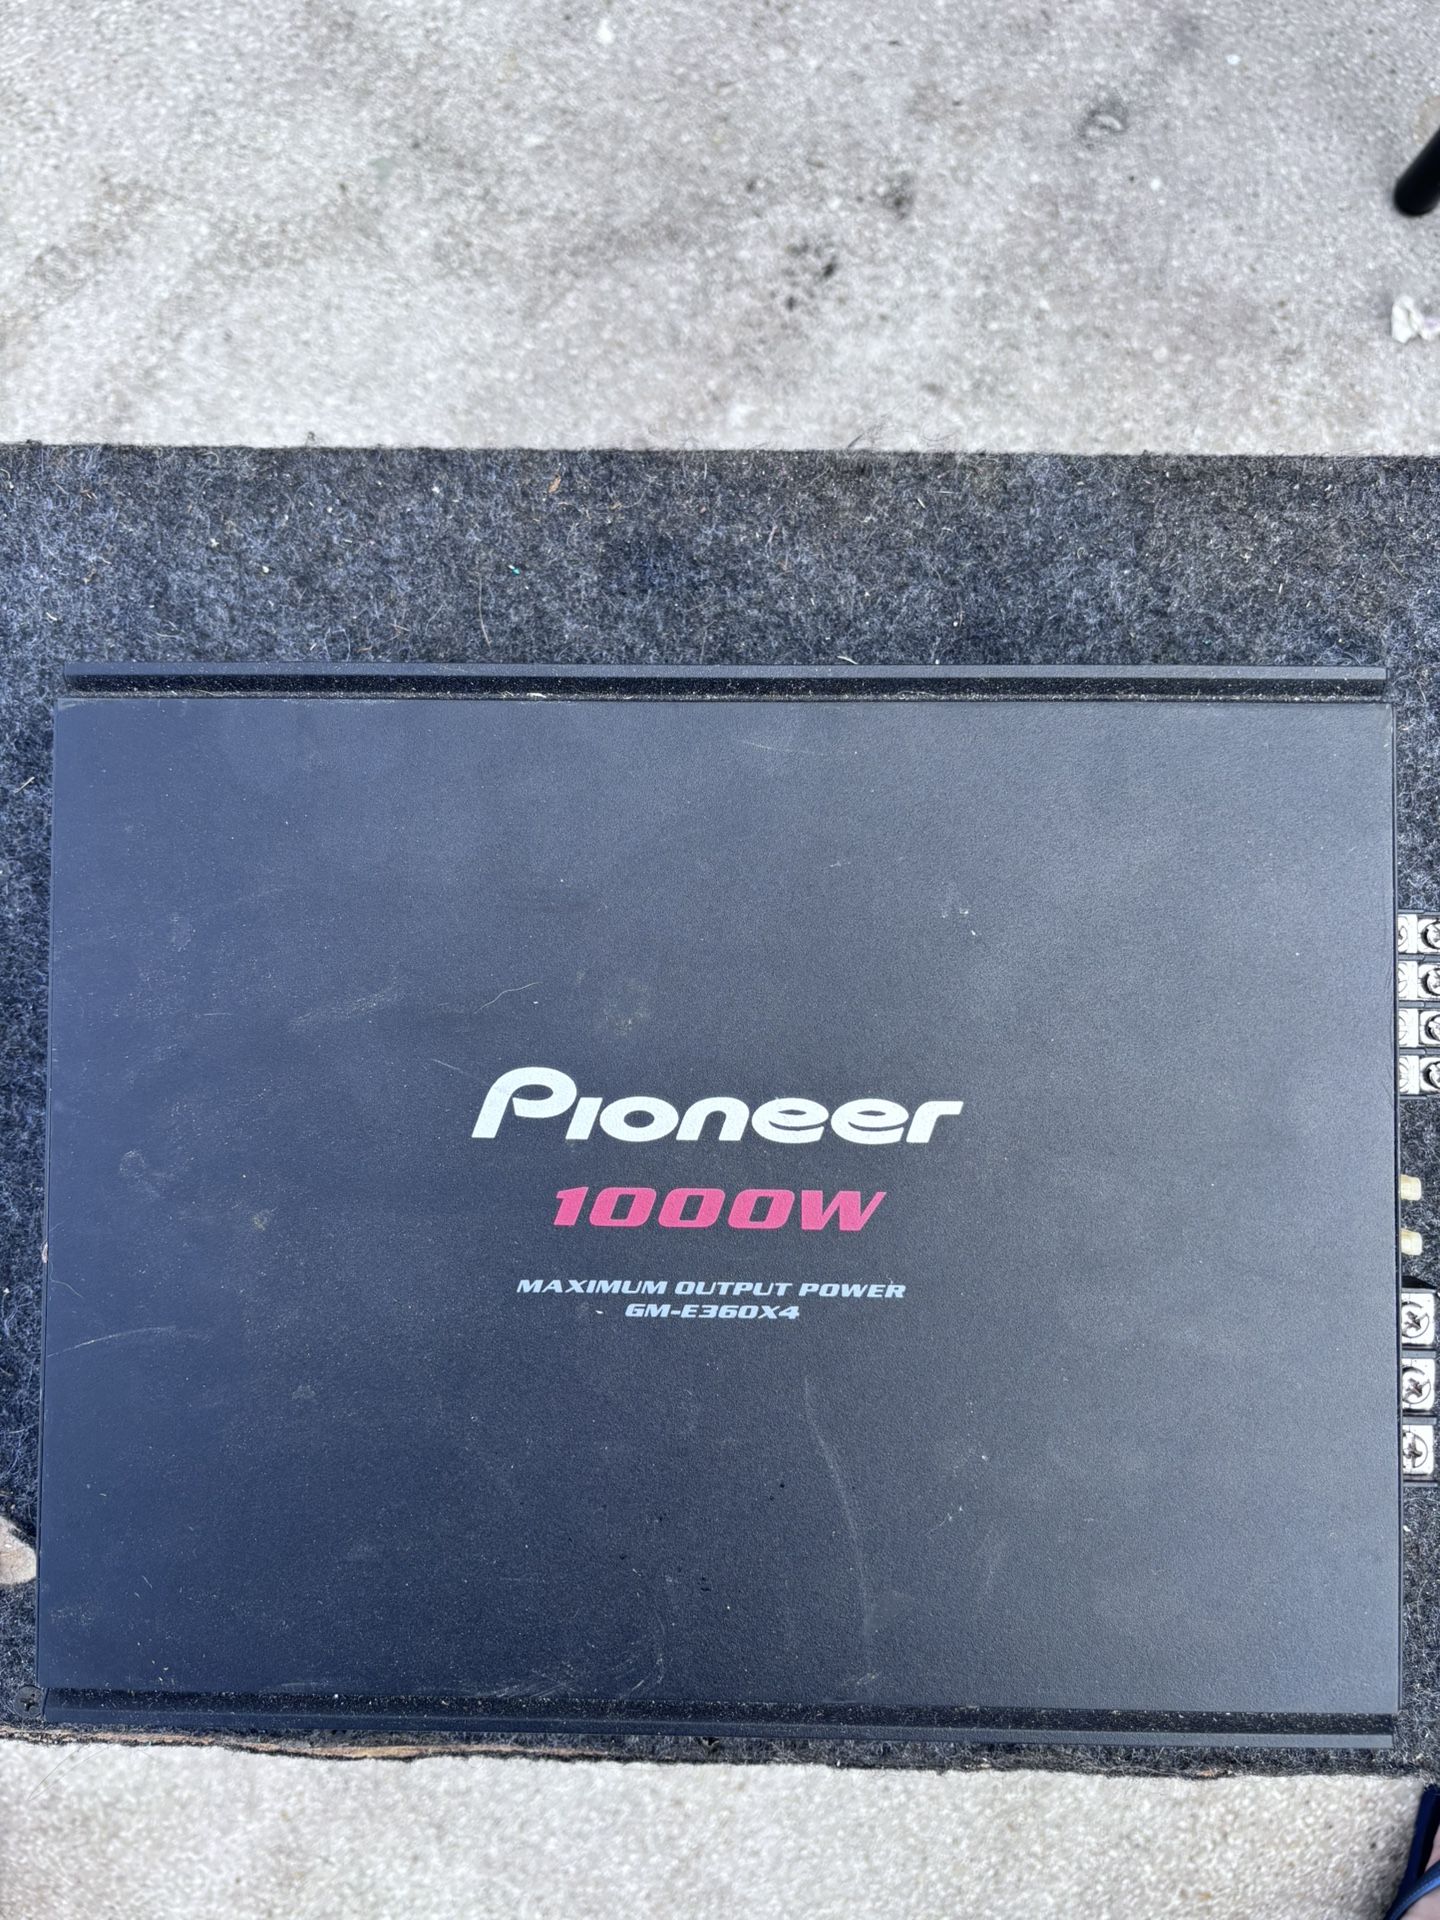 Pioneer
1000W
MAXIMUM OUTPUT POWER
GM-E360X4